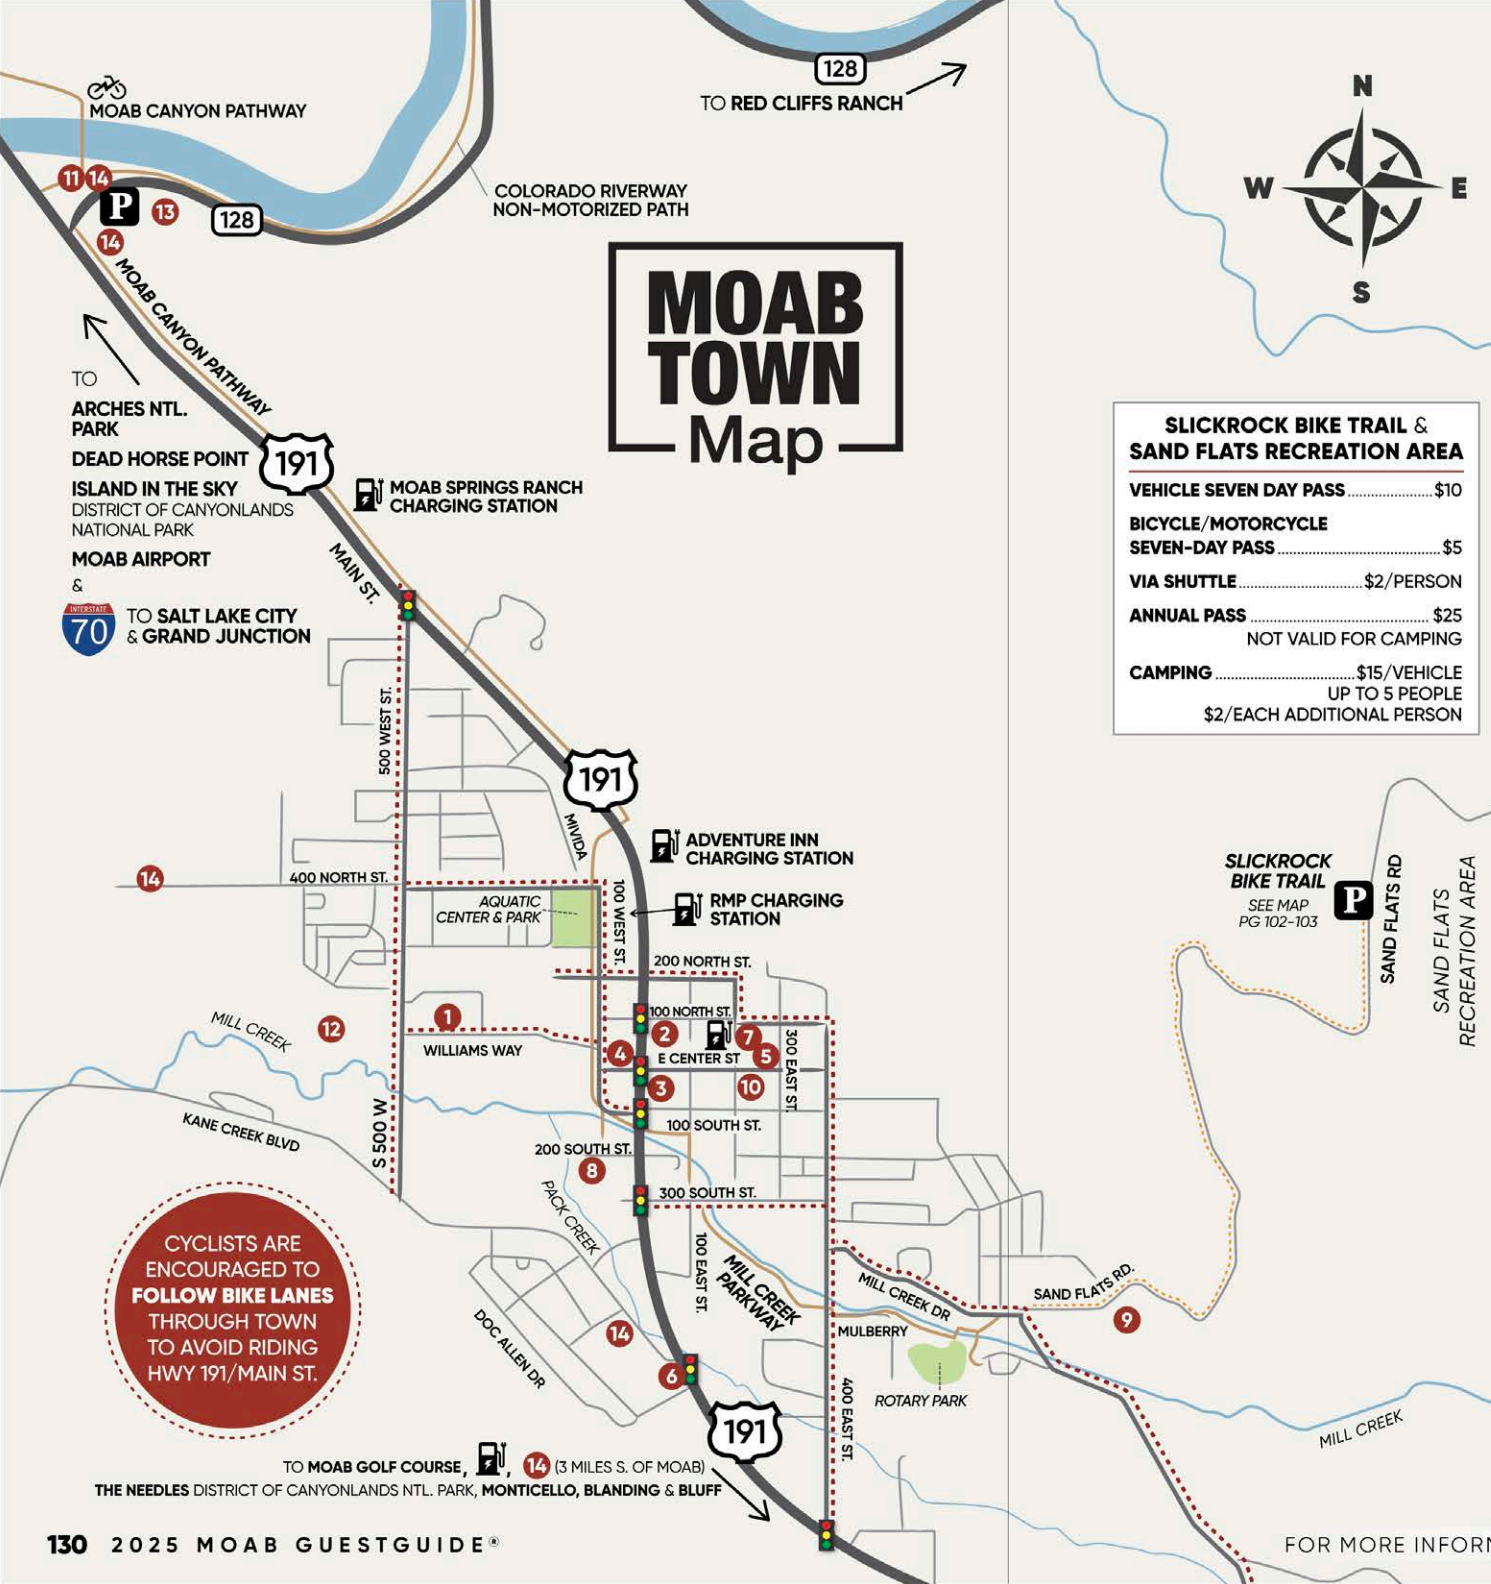 MOAB CANYON PATHWAY
11
14
P
13
14
128
128
TO RED CLIFFS RANCH
COLORADO RIVERWAY
NON-MOTORIZED PATH
N
W
E
S
MOAB
TOWN
Map
MOAB CANYON PATHWAY
TO
ARCHES NTL.
PARK
DEAD HORSE POINT
ISLAND IN THE SKY
DISTRICT OF CANYONLANDS
NATIONAL PARK
MOAB AIRPORT
&
INTERSTATE
70
TO SALT LAKE CITY
& GRAND JUNCTION
191
MOAB SPRINGS RANCH
CHARGING STATION
MAIN ST.
SLICKROCK BIKE TRAIL &
SAND FLATS RECREATION AREA
VEHICLE SEVEN DAY PASS ..................... $10
BICYCLE/MOTORCYCLE
SEVEN-DAY PASS ........................................ $5
VIA SHUTTLE .............................. $2/PERSON
ANNUAL PASS ............................................ $25
NOT VALID FOR CAMPING
CAMPING .................................. $15/VEHICLE
UP TO 5 PEOPLE
$2/EACH ADDITIONAL PERSON
500 WEST ST.
191
MIVIDA
ADVENTURE INN
CHARGING STATION
RMP CHARGING
STATION
14
400 NORTH ST.
AQUATIC
CENTER & PARK
100 WEST ST.
200 NORTH ST.
SLICKROCK
BIKE TRAIL
SEE MAP
PG 102-103
P
SAND FLATS RD
SAND FLATS
RECREATION AREA
MILL CREEK
12
1
WILLIAMS WAY
100 NORTH ST.
2
7
4
E CENTER ST
5
3
10
300 EAST ST.
KANE CREEK BLVD
S 500 W
100 SOUTH ST.
200 SOUTH ST.
8
300 SOUTH ST.
PACK CREEK
100 EAST ST.
MILL CREEK
PARKWAY
MILL CREEK DR
SAND FLATS RD.
9
MULBERRY
ROTARY PARK
CYCLISTS ARE
ENCOURAGED TO
FOLLOW BIKE LANES
THROUGH TOWN
TO AVOID RIDING
HWY 191/MAIN ST.
DOC ALLEN DR
14
6
191
400 EAST ST.
MILL CREEK
TO MOAB GOLF COURSE, , 14 (3 MILES S. OF MOAB)
THE NEEDLES DISTRICT OF CANYONLANDS NTL. PARK, MONTICELLO, BLANDING & BLUFF
130 2025 MOAB GUESTGUIDE®
FOR MORE INFORM